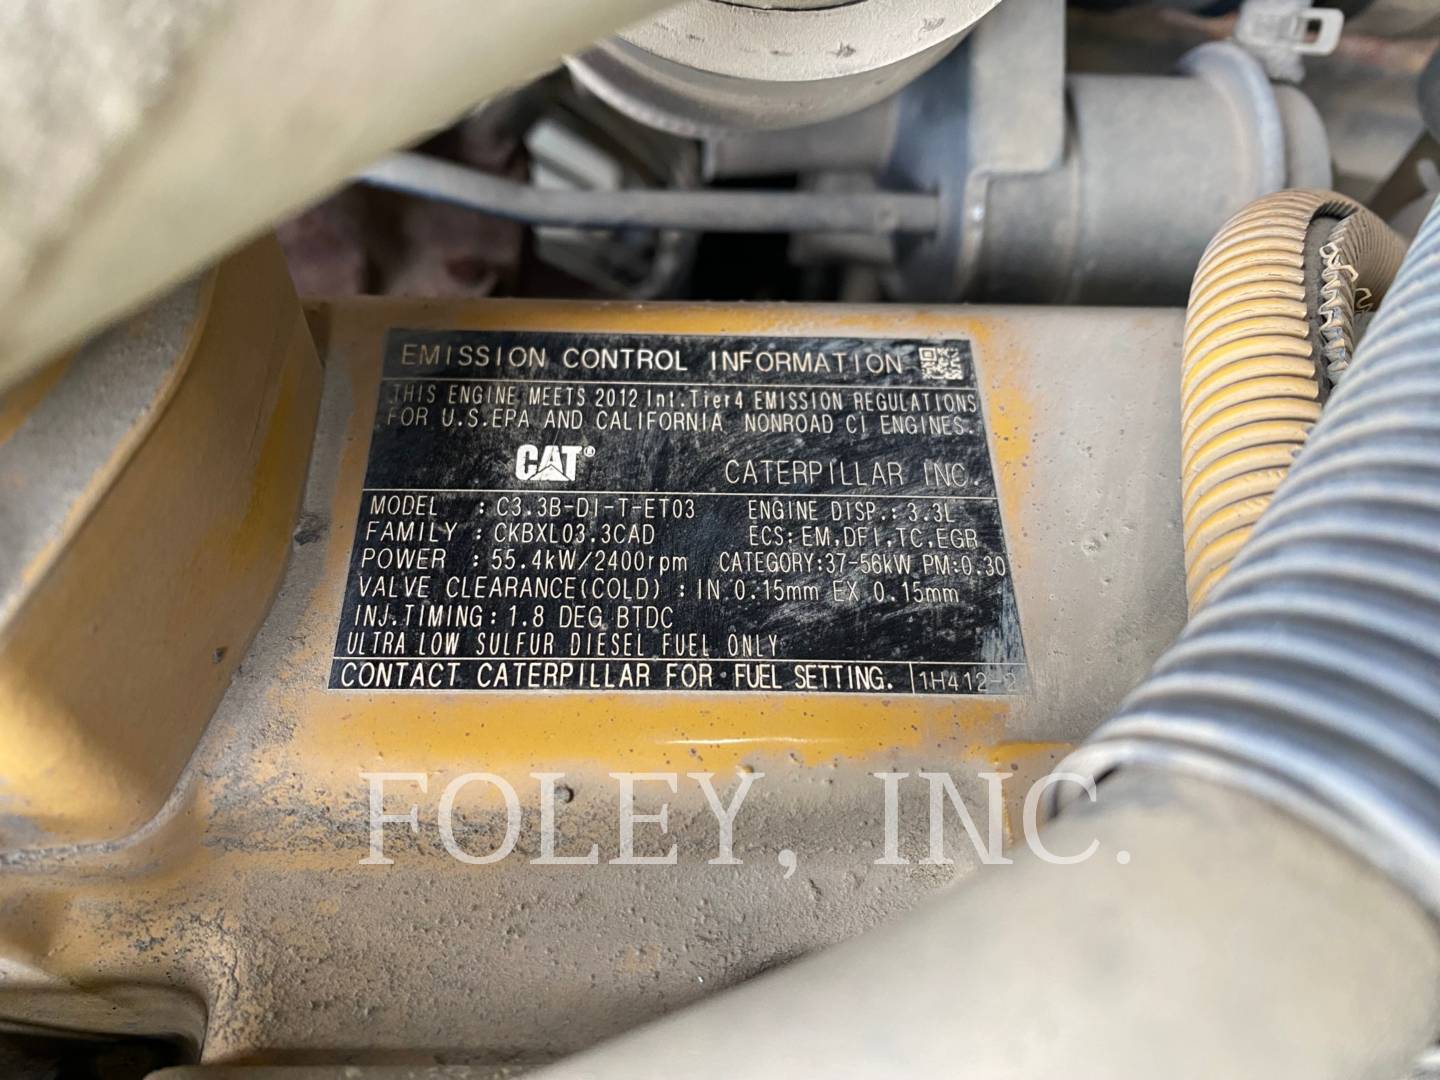 EMISSION CONTROL INFORMATION
THIS ENGINE MEETS 2012 Int.Tier4 EMISSION REGULATIONS
FOR U.S.EPA AND CALIFORNIA NONROAD CI ENGINES.
CAT® CATERPILLAR INC.
MODEL : C3.3B-DI-T-ET03 ENGINE DISP.: 3.3L
FAMILY : CKBXL03.3CAD ECS: EM,DFI,TC,EGR
POWER : 55.4kW/2400rpm CATEGORY:37-56kW PM:0.30
VALVE CLEARANCE(COLD) : IN 0.15mm EX 0.15mm
INJ.TIMING: 1.8 DEG BTDC
ULTRA LOW SULFUR DIESEL FUEL ONLY
CONTACT CATERPILLAR FOR FUEL SETTING. 1H412-2
FOLEY, INC.